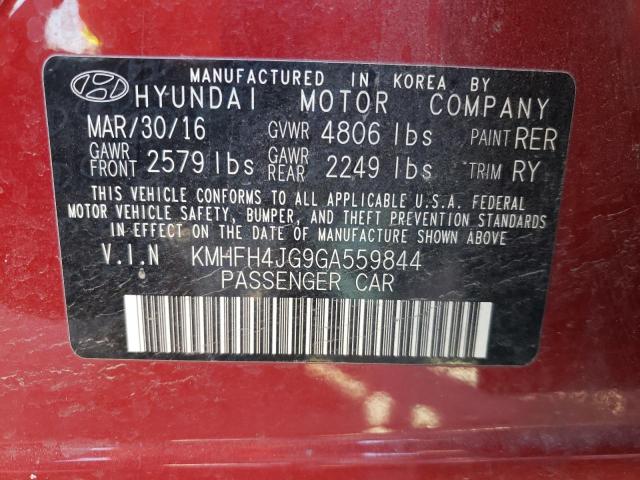 MANUFACTURED IN KOREA BY
HYUNDAI MOTOR COMPANY
MAR/30/16 GVWR 4806 lbs PAINT RER
GAWR FRONT 2579 lbs GAWR REAR 2249 lbs TRIM RY
THIS VEHICLE CONFORMS TO ALL APPLICABLE U.S.A. FEDERAL
MOTOR VEHICLE SAFETY, BUMPER, AND THEFT PREVENTION STANDARDS
IN EFFECT ON THE DATE OF MANUFACTURE SHOWN ABOVE.
V.I.N KMHFH4JG9GA559844
PASSENGER CAR